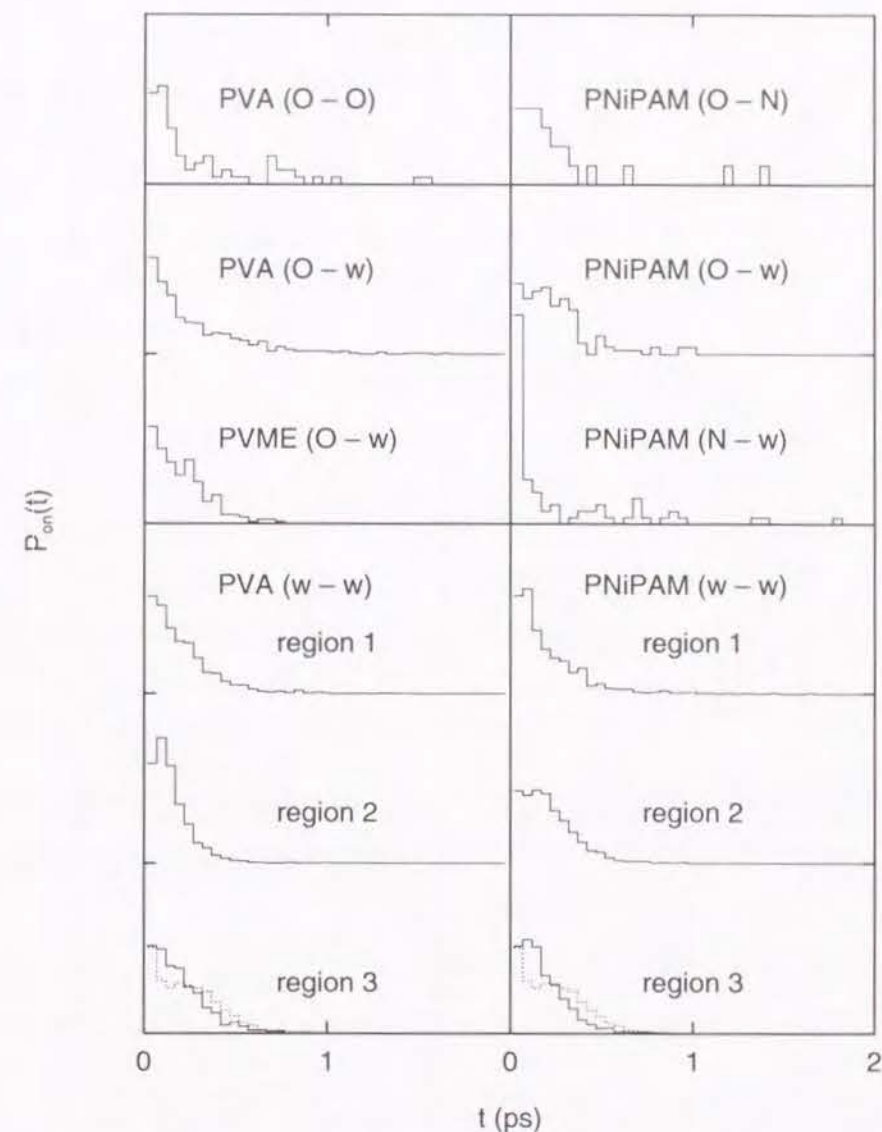 PVA (O – O)
PNiPAM (O – N)
PVA (O – w)
PNiPAM (O – w)
PVME (O – w)
PNiPAM (N – w)
P_on(t)
PVA (w – w)
PNiPAM (w – w)
region 1
region 1
region 2
region 2
region 3
region 3
0
1
0
1
2
t (ps)